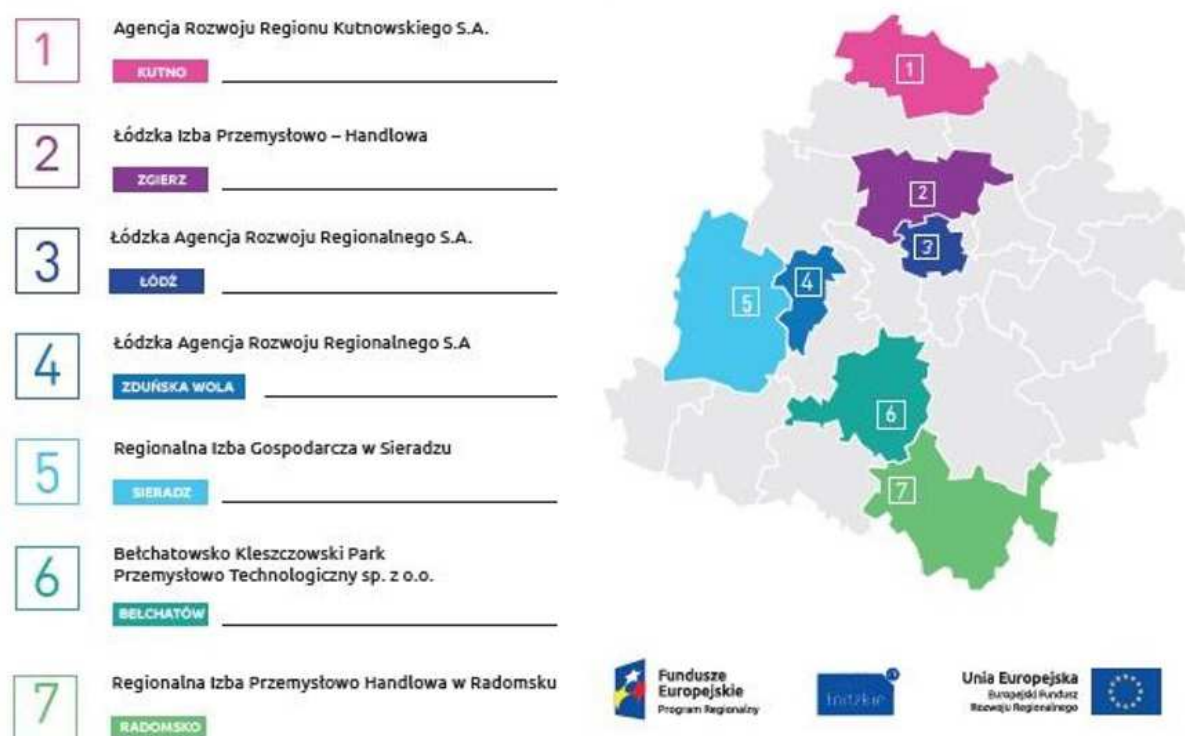 1
Agencja Rozwoju Regionu Kutnowskiego S.A.
KUTNO
2
Łódzka Izba Przemysłowo – Handlowa
ZGIERZ
3
Łódzka Agencja Rozwoju Regionalnego S.A.
ŁÓDŹ
4
Łódzka Agencja Rozwoju Regionalnego S.A
ZDUŃSKA WOLA
5
Regionalna Izba Gospodarcza w Sieradzu
SIERADZ
6
Bełchatowsko Kleszczowski Park
Przemysłowo Technologiczny sp. z o.o.
BEŁCHATÓW
7
Regionalna Izba Przemysłowo Handlowa w Radomsku
RADOMSKO
1
2
3
4
5
6
7
Fundusze
Europejskie
Program Regionalny
Łódzkie
Unia Europejska
Europejski Fundusz
Rozwoju Regionalnego